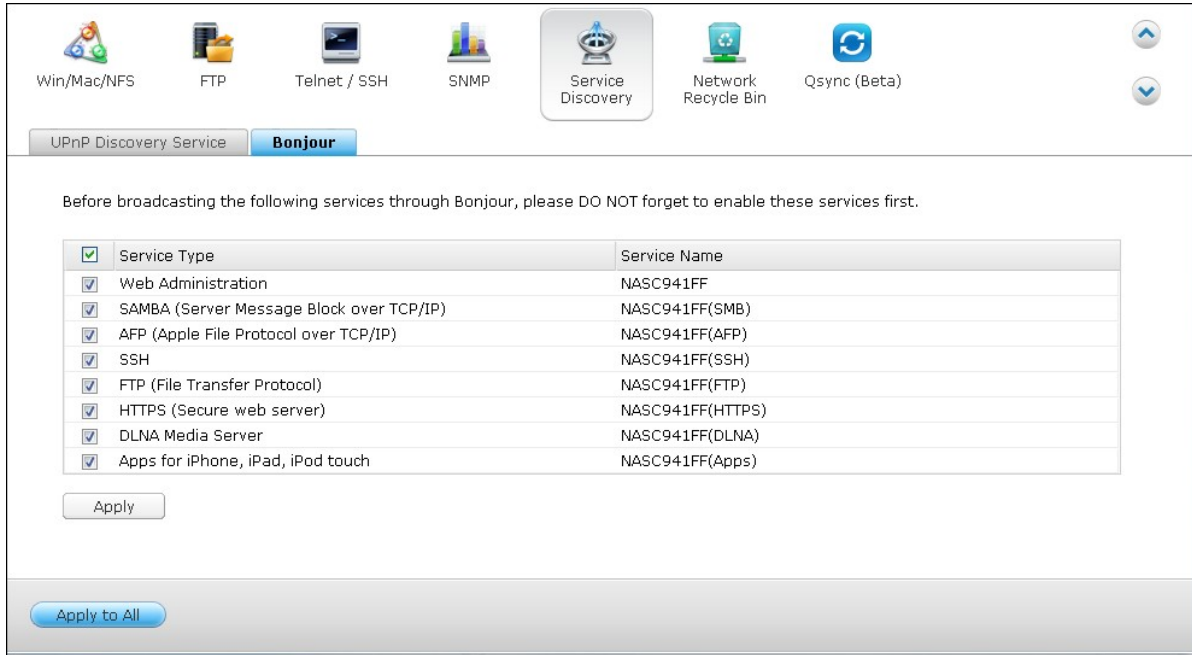 Win/Mac/NFS FTP Telnet / SSH SNMP Service Discovery Network Recycle Bin Qsync (Beta)
UPnP Discovery Service Bonjour
Before broadcasting the following services through Bonjour, please DO NOT forget to enable these services first.
Service Type Service Name
Web Administration NASC941FF
SAMBA (Server Message Block over TCP/IP) NASC941FF(SMB)
AFP (Apple File Protocol over TCP/IP) NASC941FF(AFP)
SSH NASC941FF(SSH)
FTP (File Transfer Protocol) NASC941FF(FTP)
HTTPS (Secure web server) NASC941FF(HTTPS)
DLNA Media Server NASC941FF(DLNA)
Apps for iPhone, iPad, iPod touch NASC941FF(Apps)
Apply
Apply to All